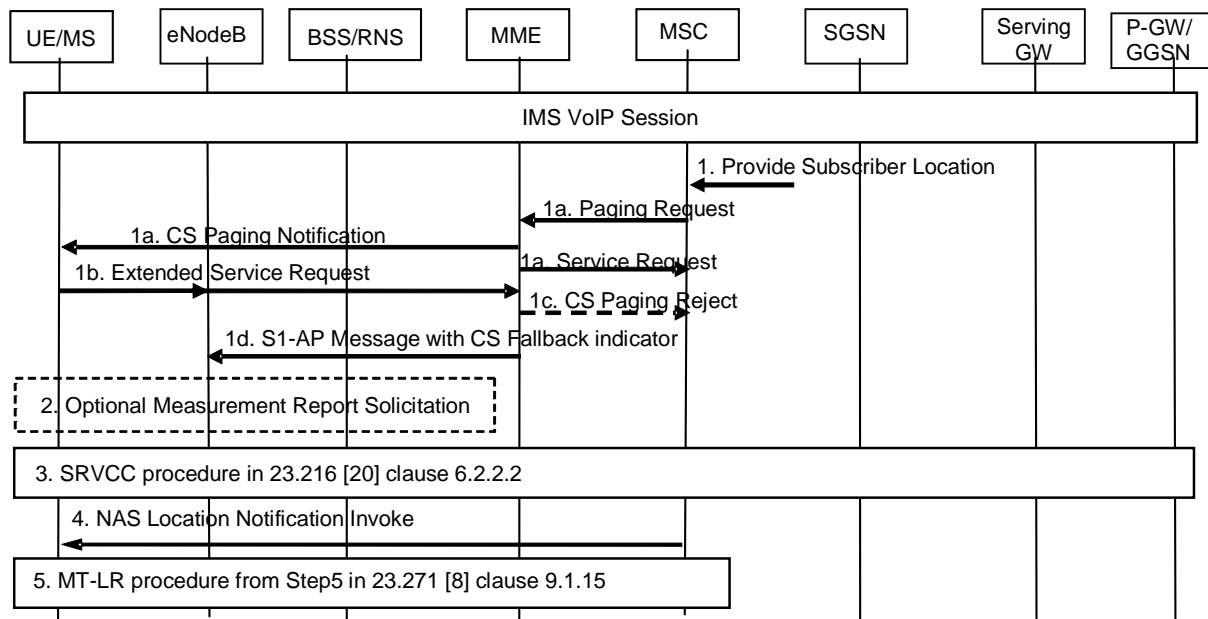 UE/MS
eNodeB
BSS/RNS
MME
MSC
SGSN
Serving
GW
P-GW/
GGSN
IMS VoIP Session
1. Provide Subscriber Location
1a. Paging Request
1a. CS Paging Notification
1a. Service Request
1b. Extended Service Request
1c. CS Paging Reject
1d. S1-AP Message with CS Fallback indicator
2. Optional Measurement Report Solicitation
3. SRVCC procedure in 23.216 [20] clause 6.2.2.2
4. NAS Location Notification Invoke
5. MT-LR procedure from Step5 in 23.271 [8] clause 9.1.15